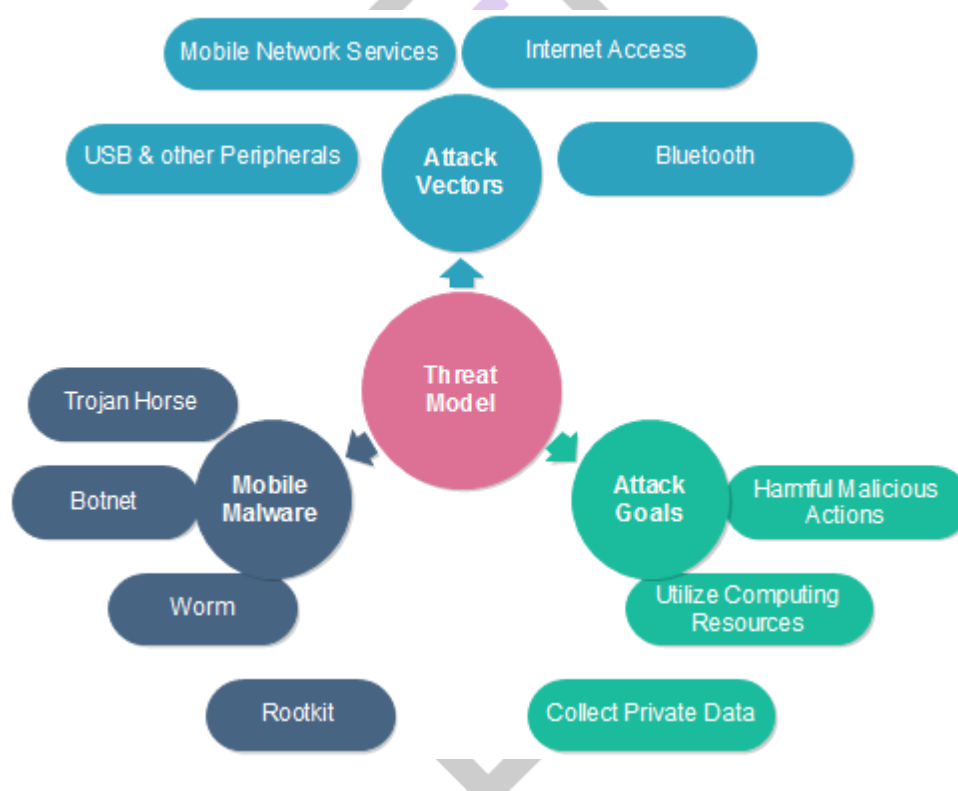 Mobile Network Services
Internet Access
USB & other Peripherals
Attack
Vectors
Bluetooth
Threat
Model
Trojan Horse
Botnet
Mobile
Malware
Worm
Rootkit
Attack
Goals
Harmful Malicious
Actions
Utilize Computing
Resources
Collect Private Data